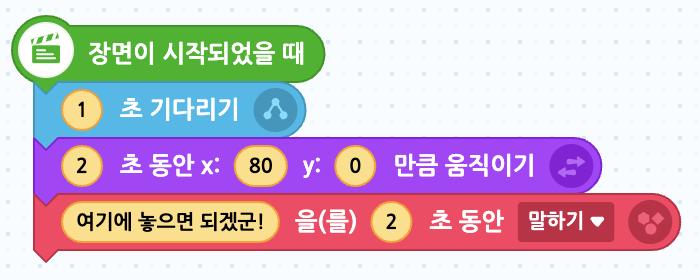 장면이 시작되었을 때
1 초 기다리기
2 초 동안 x: 80 y: 0 만큼 움직이기
여기에 놓으면 되겠군! 을(를) 2 초 동안 말하기